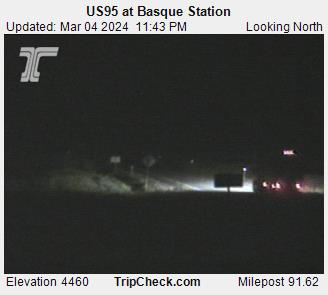 US95 at Basque Station
Updated: Mar 04 2024 11:43 PM Looking North
Elevation 4460 TripCheck.com Milepost 91.62